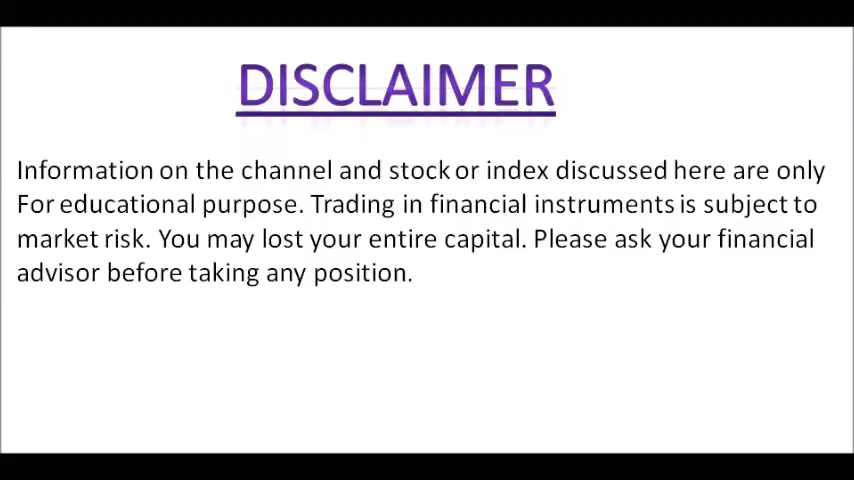 DISCLAIMER
Information on the channel and stock or index discussed here are only
For educational purpose. Trading in financial instruments is subject to
market risk. You may lost your entire capital. Please ask your financial
advisor before taking any position.